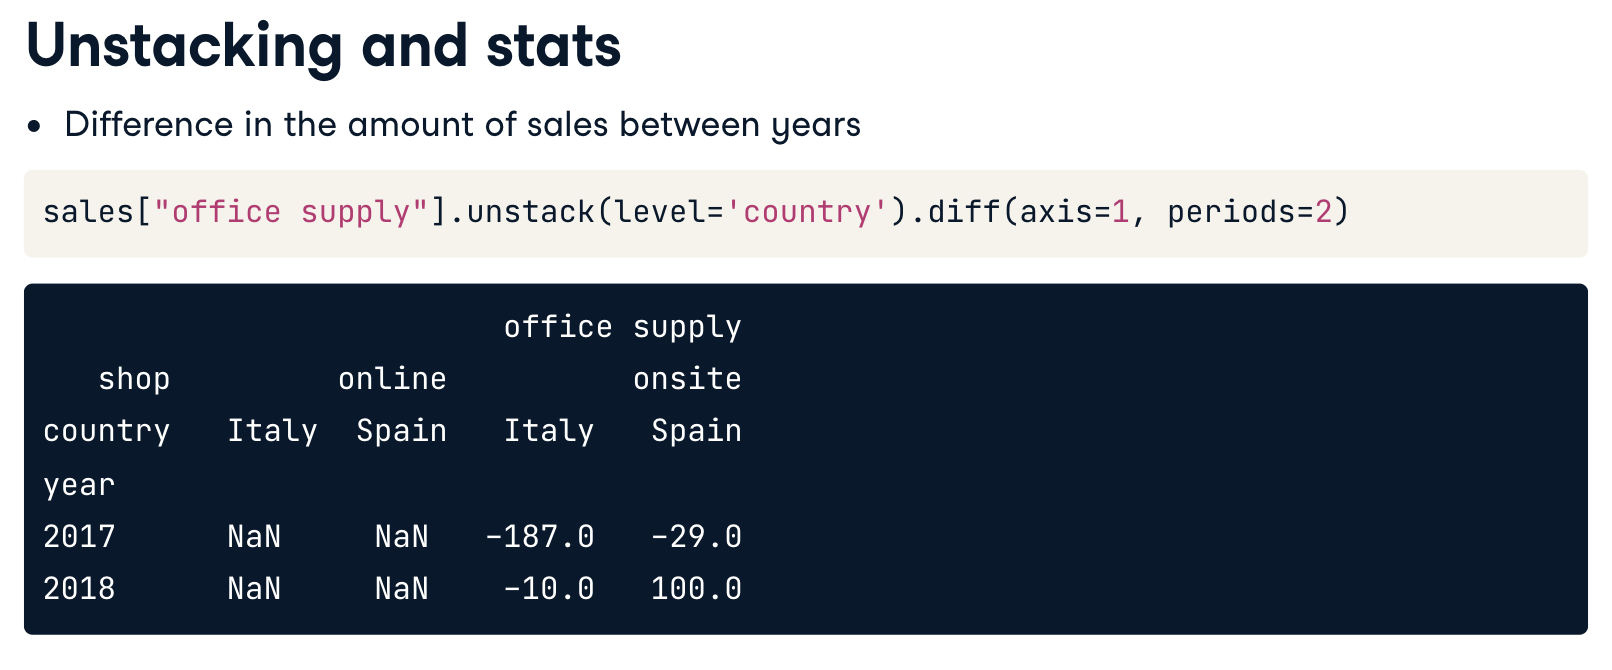 Unstacking and stats
• Difference in the amount of sales between years
sales["office supply"].unstack(level='country').diff(axis=1, periods=2)
office supply
shop online onsite
country Italy Spain Italy Spain
year
2017 NaN NaN -187.0 -29.0
2018 NaN NaN -10.0 100.0